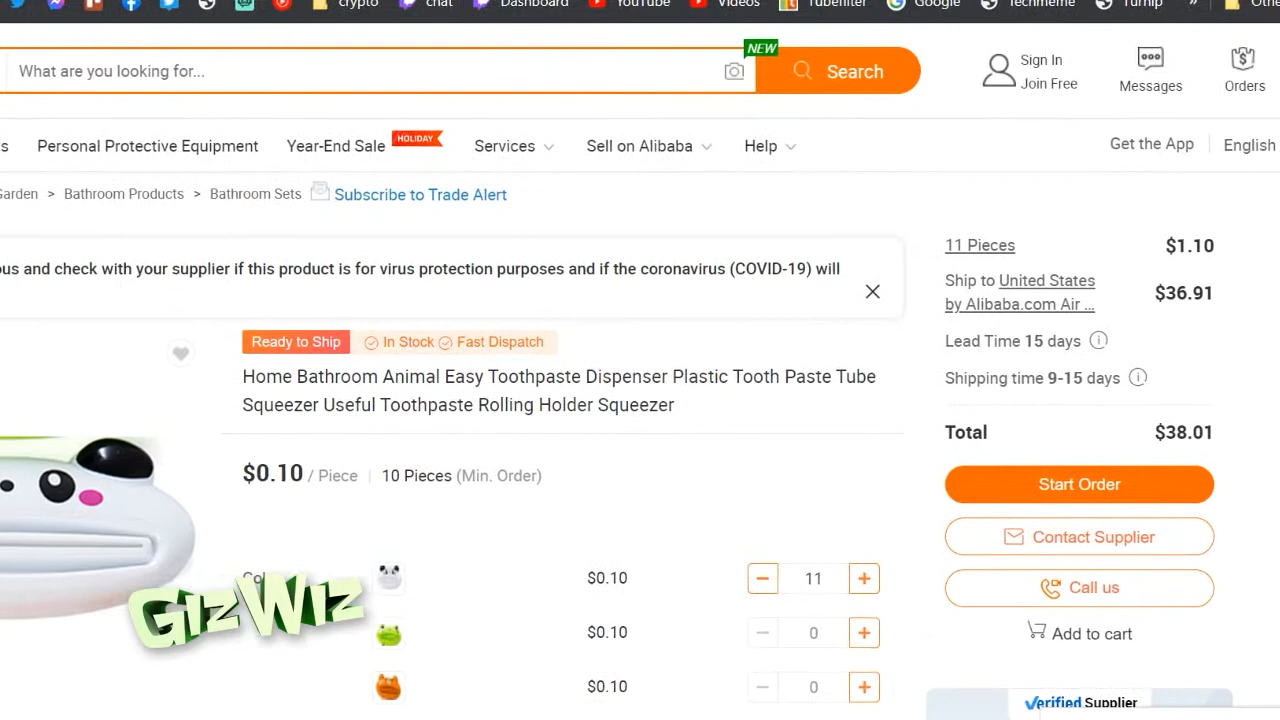 crypto chat Dashboard YouTube Videos Tubefilter Google Techmeme Turnip »
What are you looking for...
NEW
Search
Sign In
Join Free
Messages
Orders
s Personal Protective Equipment Year-End Sale HOLIDAY Services Sell on Alibaba Help
Get the App English
Garden > Bathroom Products > Bathroom Sets Subscribe to Trade Alert
ous and check with your supplier if this product is for virus protection purposes and if the coronavirus (COVID-19) will
11 Pieces $1.10
Ship to United States
by Alibaba.com Air ... $36.91
Lead Time 15 days
Shipping time 9-15 days
Total $38.01
Start Order
Contact Supplier
Call us
Add to cart
Verified Supplier
Ready to Ship In Stock Fast Dispatch
Home Bathroom Animal Easy Toothpaste Dispenser Plastic Tooth Paste Tube
Squeezer Useful Toothpaste Rolling Holder Squeezer
$0.10 / Piece 10 Pieces (Min. Order)
$0.10 11
$0.10 0
$0.10 0
GizWiz